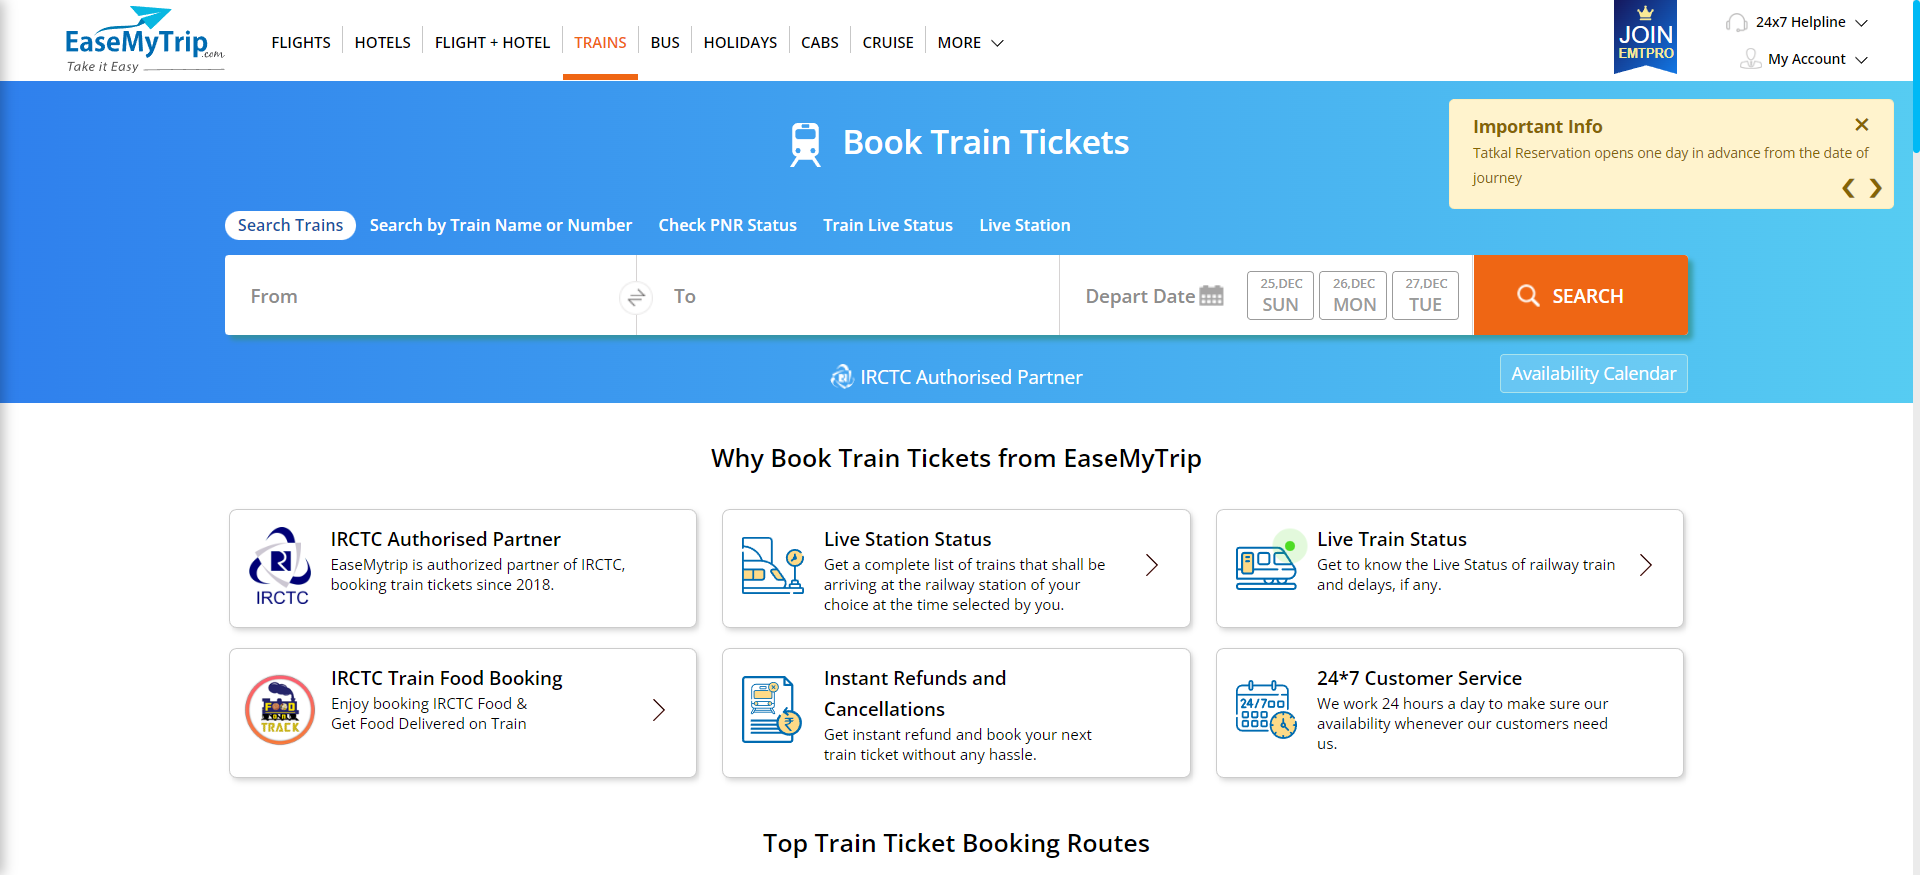 EaseMyTrip.com
Take it Easy
FLIGHTS
HOTELS
FLIGHT + HOTEL
TRAINS
BUS
HOLIDAYS
CABS
CRUISE
MORE
JOIN
EMTPRO
24x7 Helpline
My Account
Book Train Tickets
Important Info
Tatkal Reservation opens one day in advance from the date of
journey
Search Trains
Search by Train Name or Number
Check PNR Status
Train Live Status
Live Station
From
To
Depart Date
25,DEC
SUN
26,DEC
MON
27,DEC
TUE
SEARCH
IRCTC Authorised Partner
Availability Calendar
Why Book Train Tickets from EaseMyTrip
IRCTC
IRCTC Authorised Partner
EaseMytrip is authorized partner of IRCTC,
booking train tickets since 2018.
Live Station Status
Get a complete list of trains that shall be
arriving at the railway station of your
choice at the time selected by you.
Live Train Status
Get to know the Live Status of railway train
and delays, if any.
FOOD
ON
TRACK
IRCTC Train Food Booking
Enjoy booking IRCTC Food &
Get Food Delivered on Train
₹
Instant Refunds and
Cancellations
Get instant refund and book your next
train ticket without any hassle.
24/7
24*7 Customer Service
We work 24 hours a day to make sure our
availability whenever our customers need
us.
Top Train Ticket Booking Routes